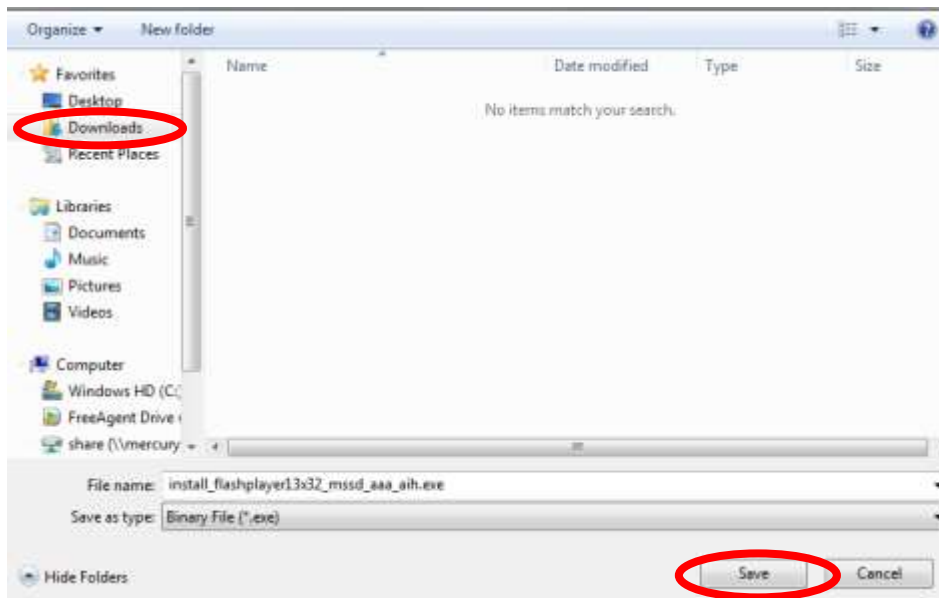 Organize New folder
Name Date modified Type Size
Favorites
Desktop
Downloads
Recent Places
No items match your search.
Libraries
Documents
Music
Pictures
Videos
Computer
Windows HD (C:
FreeAgent Drive
share (\\mercury
File name: install_flashplayer13x32_mssd_aaa_aih.exe
Save as type: Binary File (*.exe)
Hide Folders Save Cancel